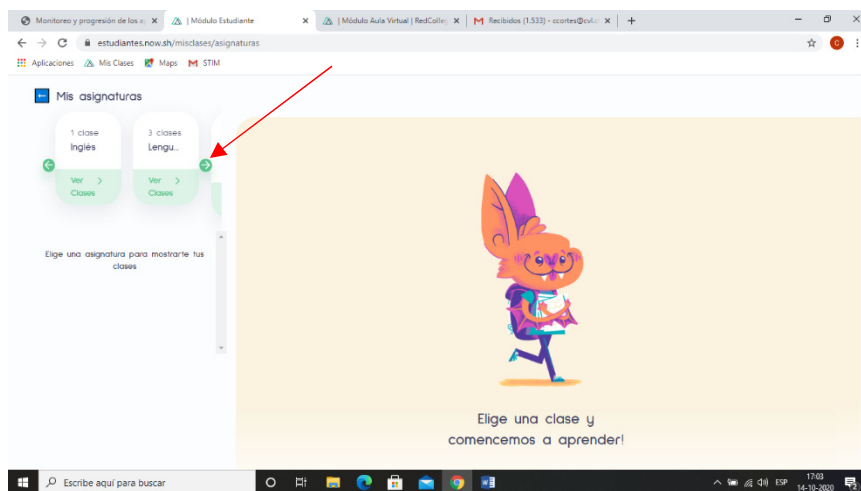 Monitoreo y progresión de los a
| Módulo Estudiante
| Módulo Aula Virtual | RedColle
Recibidos (1.533) - ccortes@cvl.c
estudiantes.now.sh/misclases/asignaturas
Aplicaciones
Mis Clases
Maps
STIM
Mis asignaturas
1 clase
Inglés
Ver Clases
3 clases
Lengu...
Ver Clases
Elige una asignatura para mostrarte tus
clases
Elige una clase y
comencemos a aprender!
Escribe aquí para buscar
ESP
17:03
14-10-2020